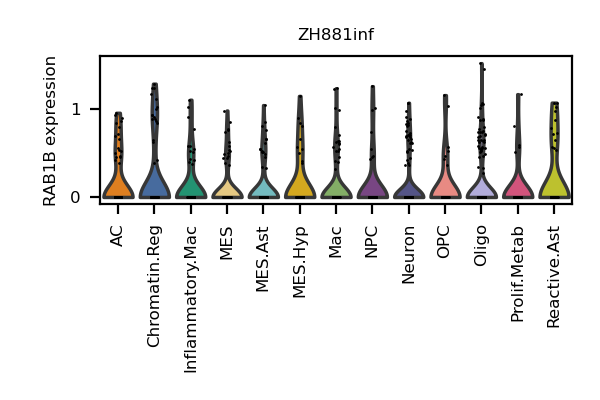 ZH881inf
RAB1B expression
1
0
AC
Chromatin.Reg
Inflammatory.Mac
MES
MES.Ast
MES.Hyp
Mac
NPC
Neuron
OPC
Oligo
Prolif.Metab
Reactive.Ast